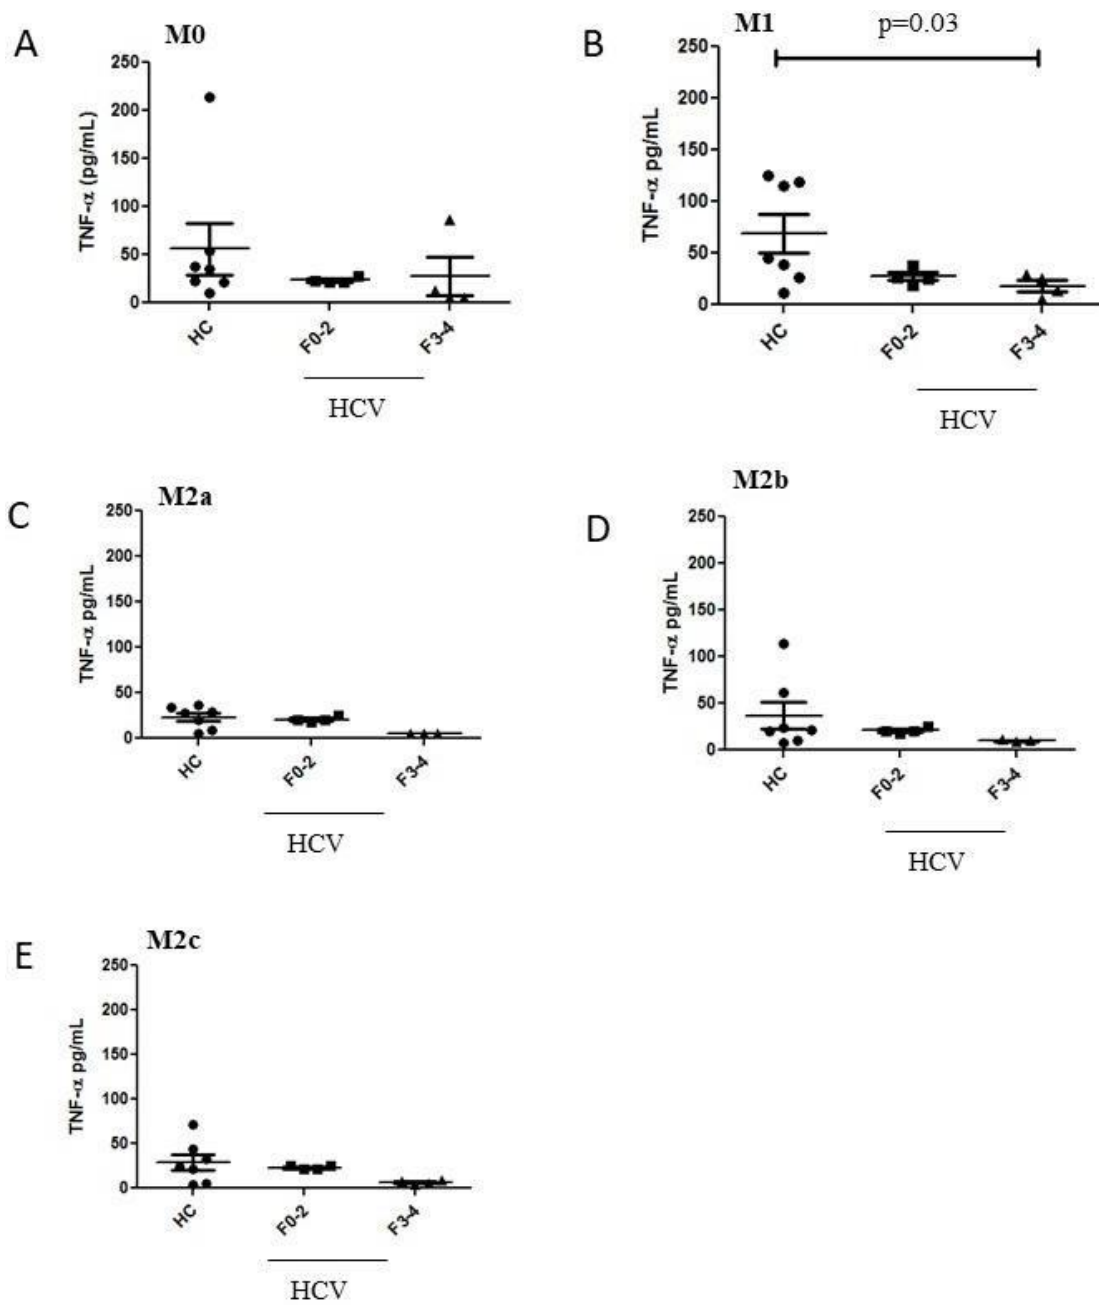 A
M0
TNF-α (pg/mL)
250
200
150
100
50
0
HC
F0-2
F3-4
HCV
B
M1
p=0.03
TNF-α pg/mL
250
200
150
100
50
0
HC
F0-2
F3-4
HCV
C
M2a
TNF-α pg/mL
250
200
150
100
50
0
HC
F0-2
F3-4
HCV
D
M2b
TNF-α pg/mL
250
200
150
100
50
0
HC
F0-2
F3-4
HCV
E
M2c
TNF-α pg/mL
250
200
150
100
50
0
HC
F0-2
F3-4
HCV